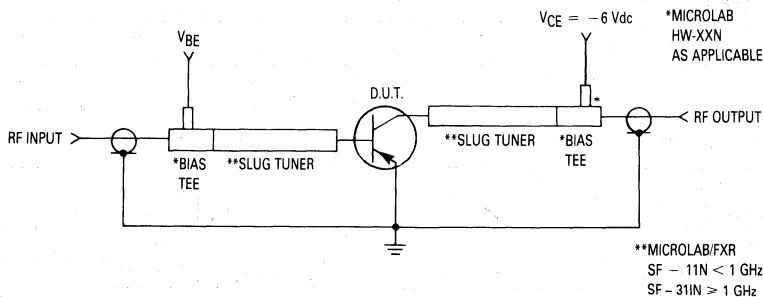 V_CE = −6 Vdc
*MICROLAB
HW-XXN
AS APPLICABLE
V_BE
D.U.T.
*
RF INPUT
RF OUTPUT
*BIAS
TEE
**SLUG TUNER
**SLUG TUNER
*BIAS
TEE
**MICROLAB/FXR
SF − 11N < 1 GHz
SF − 31IN ≥ 1 GHz